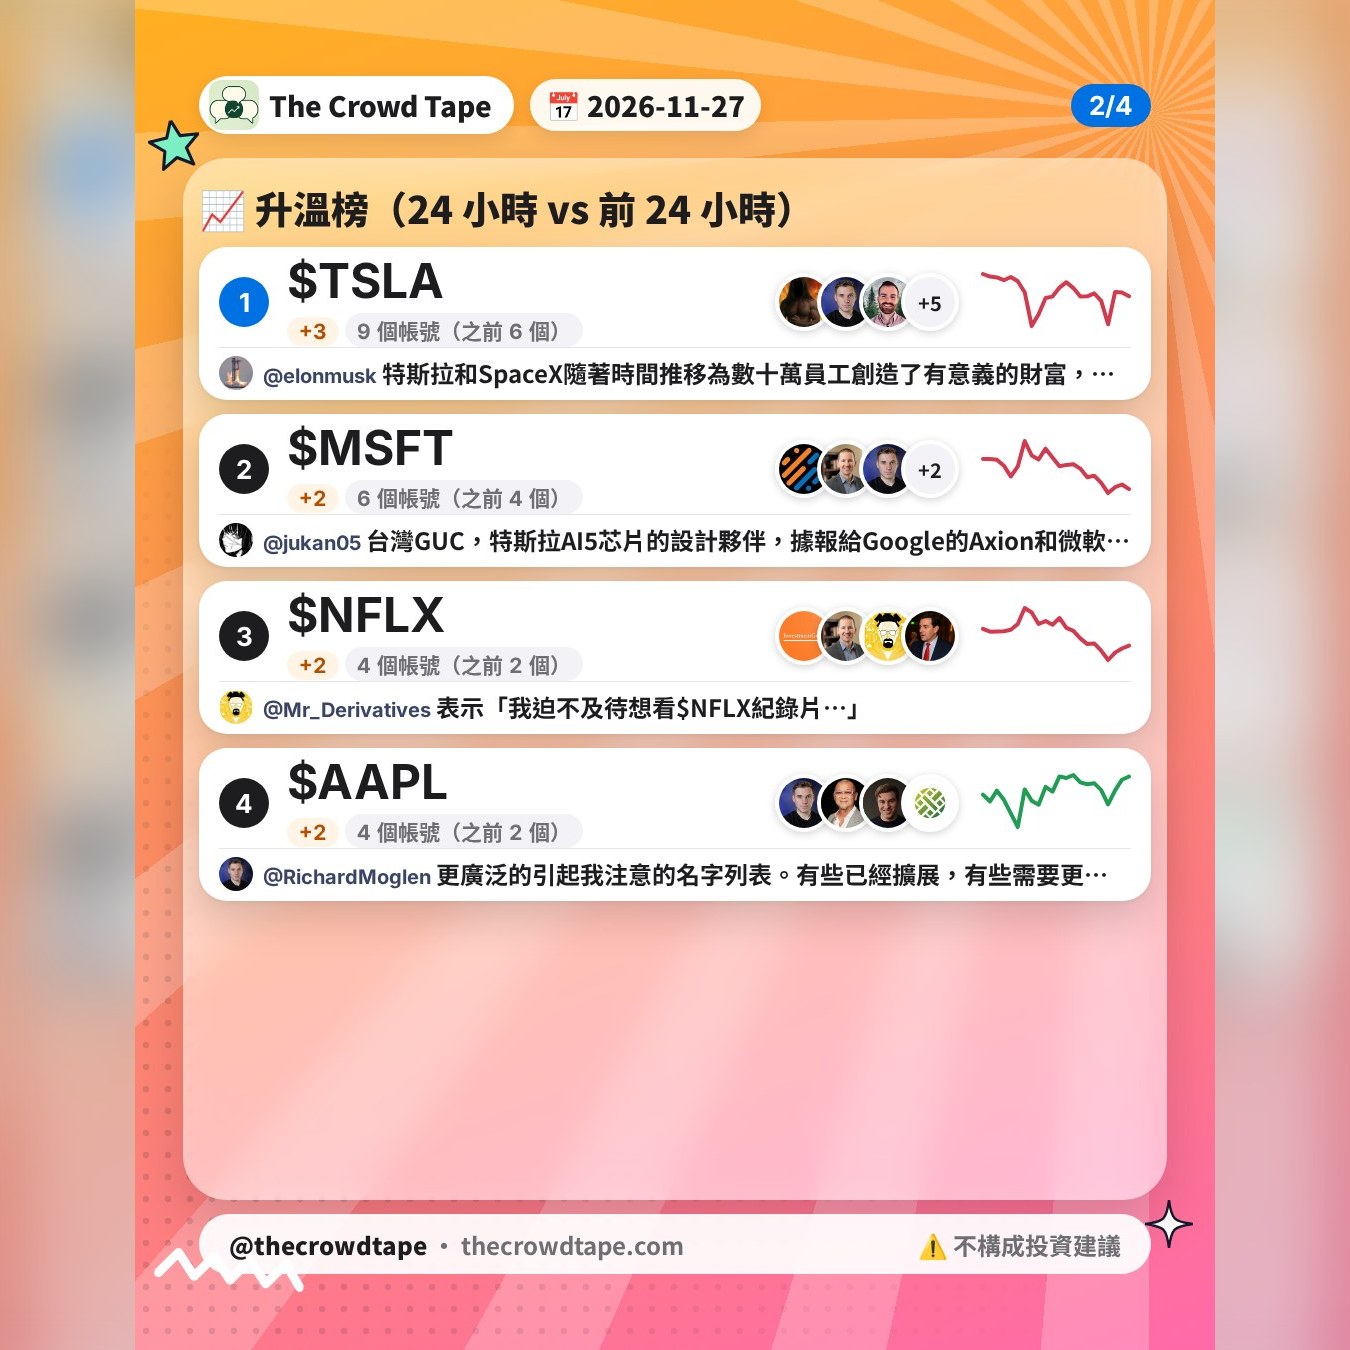 The Crowd Tape
July 17 2026-11-27
2/4
升溫榜（24 小時 vs 前 24 小時）
1 $TSLA
+3 9 個帳號（之前 6 個）
+5
@elonmusk 特斯拉和SpaceX隨著時間推移為數十萬員工創造了有意義的財富，…
2 $MSFT
+2 6 個帳號（之前 4 個）
+2
@jukan05 台灣GUC，特斯拉AI5芯片的設計夥伴，據報給Google的Axion和微軟…
3 $NFLX
+2 4 個帳號（之前 2 個）
@Mr_Derivatives 表示「我迫不及待想看$NFLX紀錄片…」
4 $AAPL
+2 4 個帳號（之前 2 個）
@RichardMoglen 更廣泛的引起我注意的名字列表。有些已經擴展，有些需要更…
@thecrowdtape • thecrowdtape.com
不構成投資建議